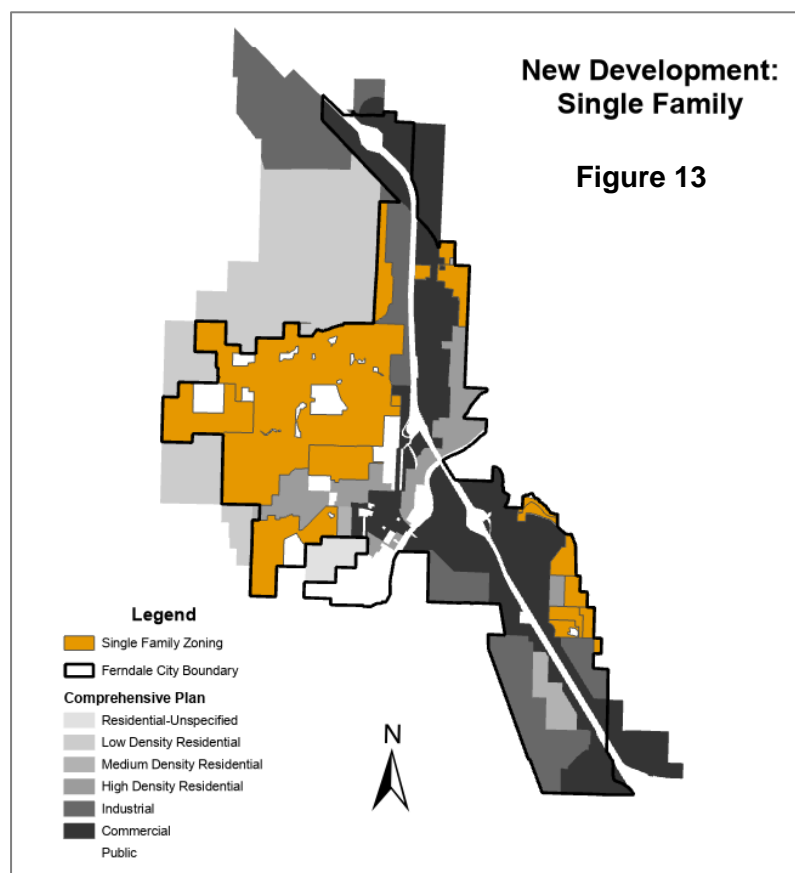 New Development:
Single Family
Figure 13
Legend
Single Family Zoning
Ferndale City Boundary
Comprehensive Plan
Residential-Unspecified
Low Density Residential
Medium Density Residential
High Density Residential
Industrial
Commercial
Public
N